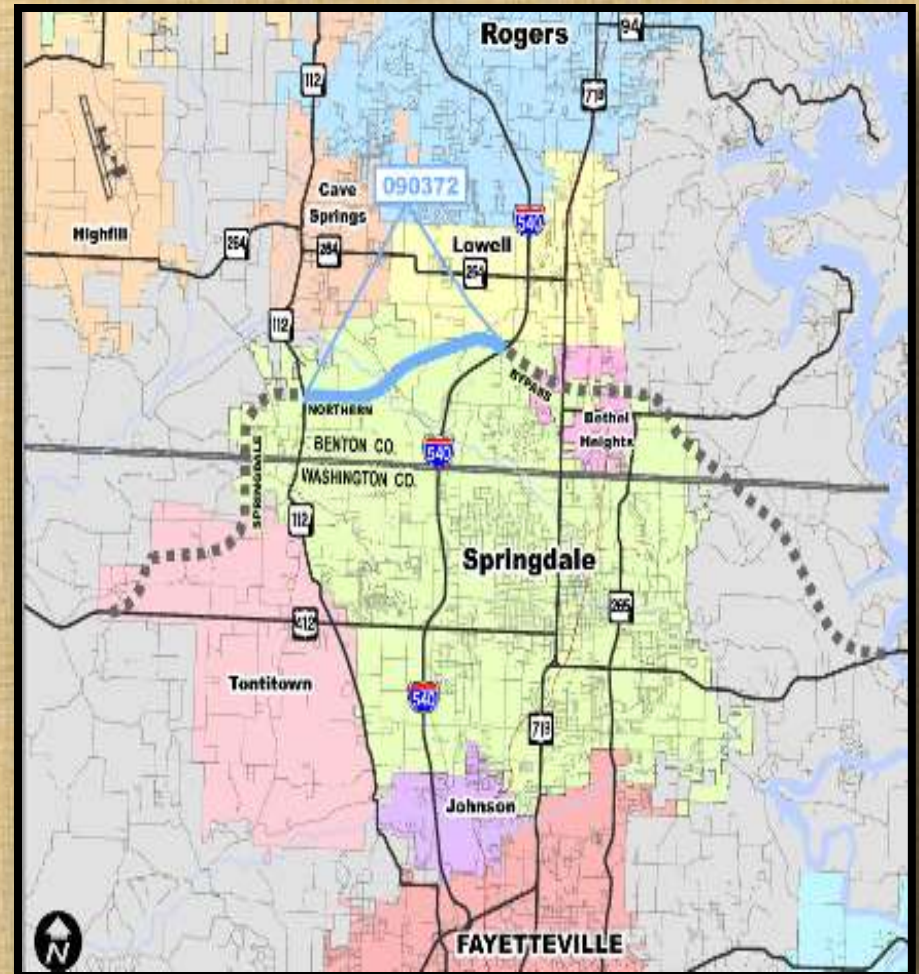 Rogers
94
112
71B
Cave
Springs
090372
Highfill
264
264
Lowell
540
264
112
NORTHERN
BYPASS
Bethel
Heights
BENTON CO.
540
WASHINGTON CO.
SPRINGDALE
112
Springdale
265
412
Tontitown
540
71B
Johnson
FAYETTEVILLE
N